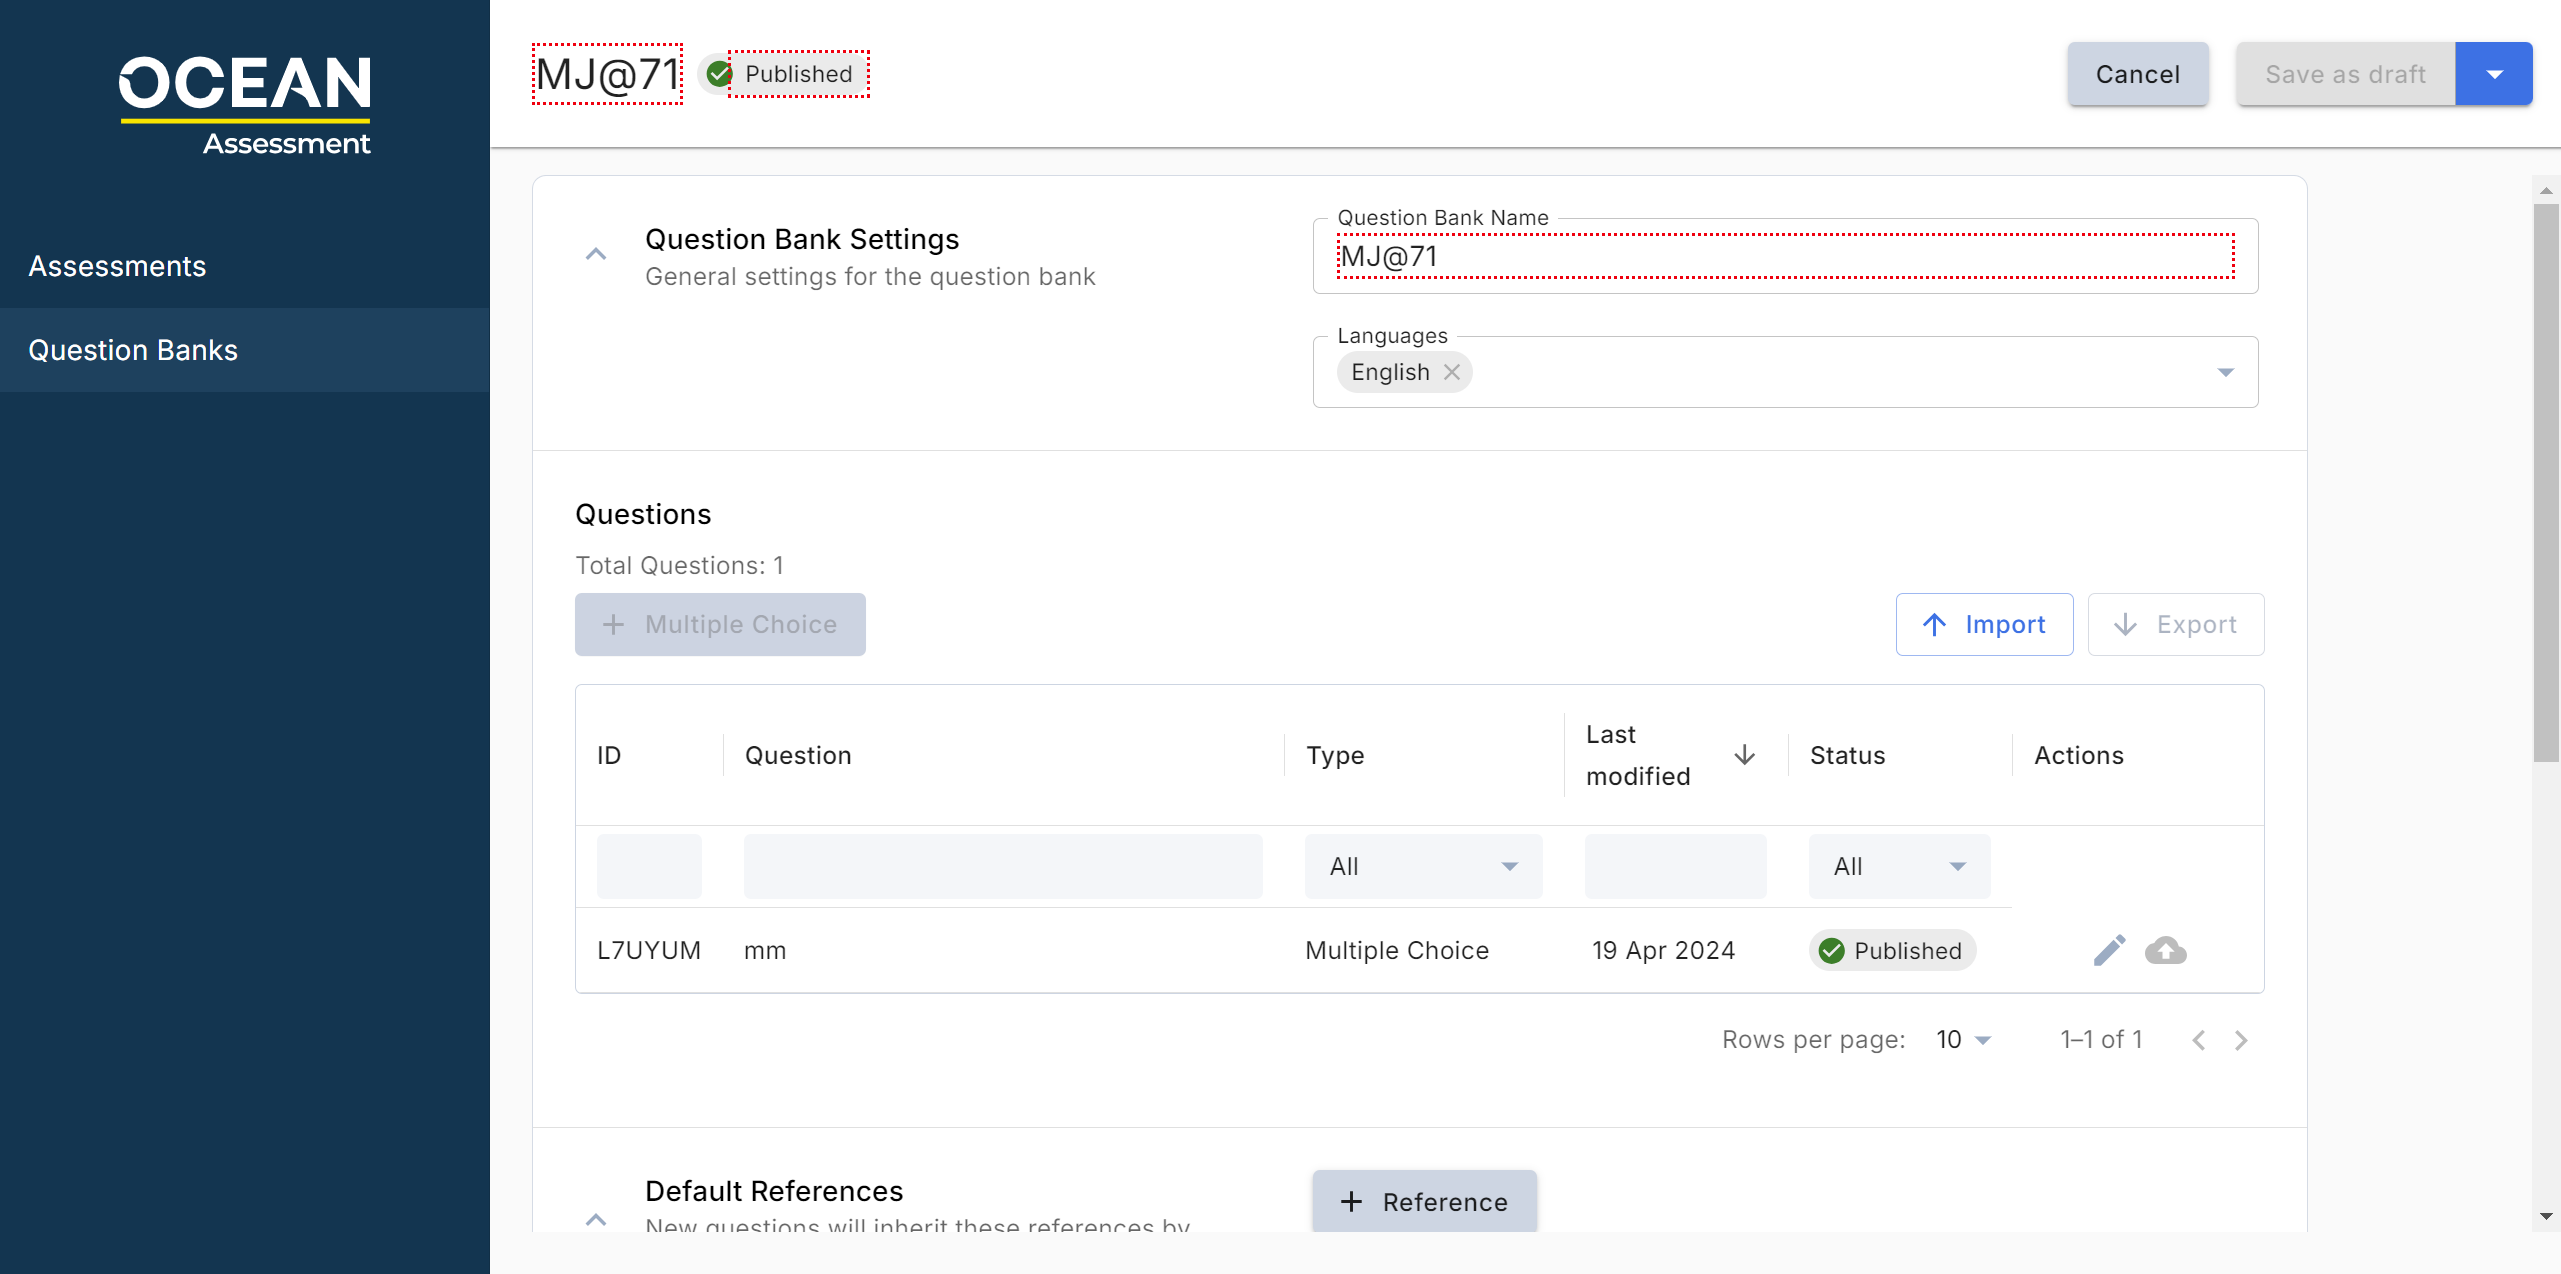 OCEAN
Assessment
Assessments
Question Banks
MJ@71 Published
Cancel
Save as draft
Question Bank Settings
General settings for the question bank
Question Bank Name
MJ@71
Languages
English
Questions
Total Questions: 1
Multiple Choice
Import
Export
ID Question Type Last modified Status Actions
All All
L7UYUM mm Multiple Choice 19 Apr 2024 Published
Rows per page: 10 1–1 of 1
Default References
New questions will inherit these references by
Reference